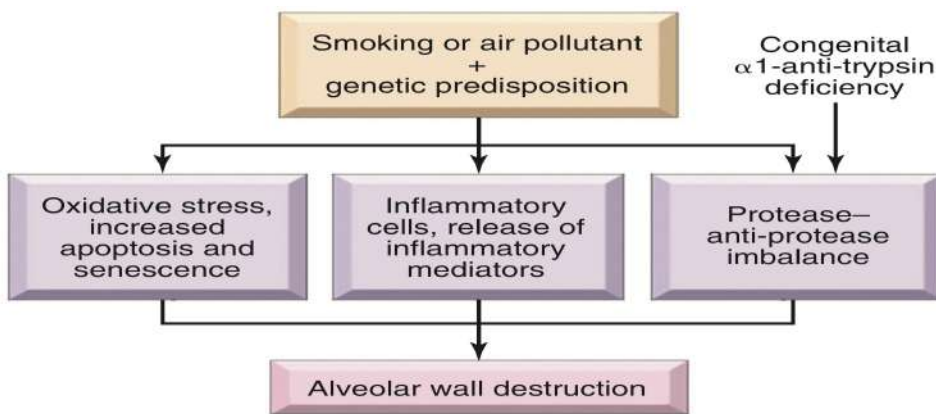 Smoking or air pollutant
+
genetic predisposition
Congenital
α1-anti-trypsin
deficiency
Oxidative stress,
increased
apoptosis and
senescence
Inflammatory
cells, release of
inflammatory
mediators
Protease–
anti-protease
imbalance
Alveolar wall destruction